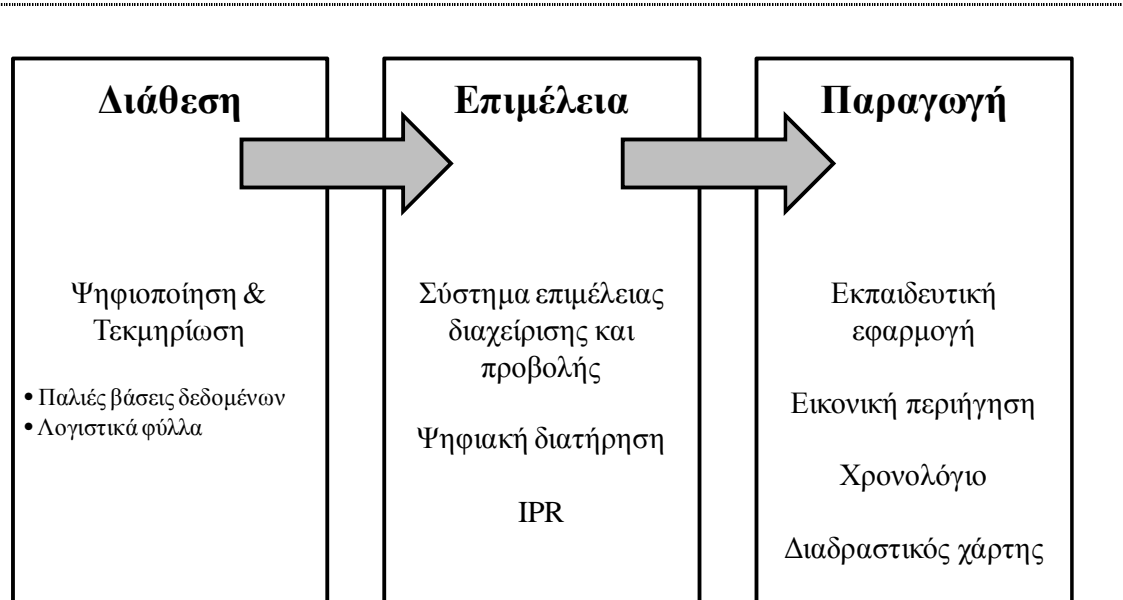 Διάθεση
Ψηφιοποίηση &
Τεκμηρίωση
• Παλιές βάσεις δεδομένων
• Λογιστικά φύλλα
Επιμέλεια
Σύστημα επιμέλειας
διαχείρισης και
προβολής
Ψηφιακή διατήρηση
IPR
Παραγωγή
Εκπαιδευτική
εφαρμογή
Εικονική περιήγηση
Χρονολόγιο
Διαδραστικός χάρτης